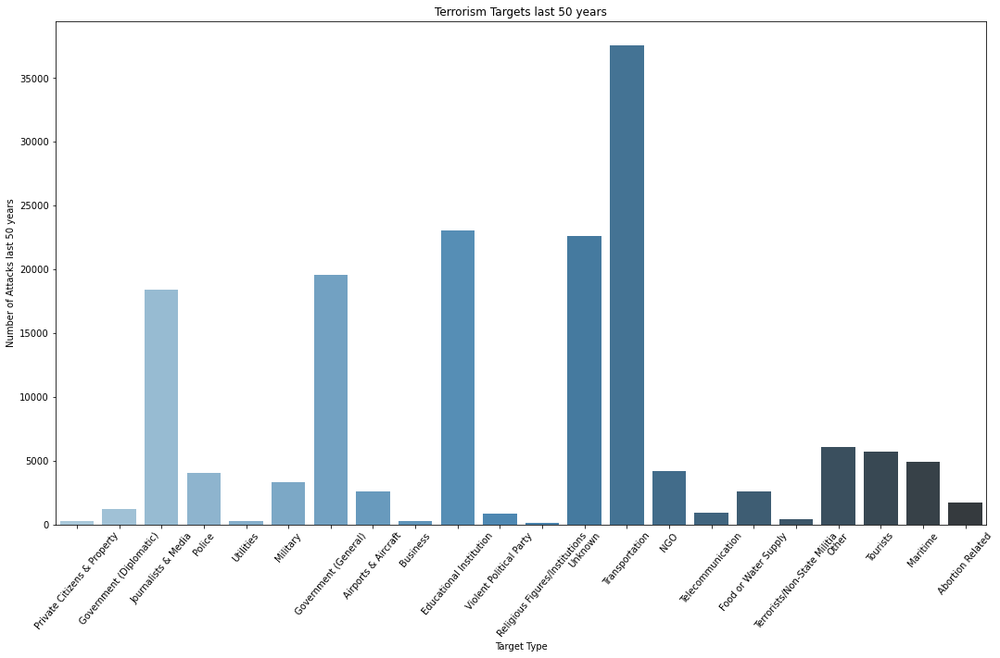 Terrorism Targets last 50 years
Number of Attacks last 50 years
35000
30000
25000
20000
15000
10000
5000
0
Private Citizens & Property
Government (Diplomatic)
Journalists & Media
Police
Utilities
Military
Government (General)
Airports & Aircraft
Business
Educational Institution
Violent Political Party
Religious Figures/Institutions
Unknown
Transportation
NGO
Telecommunication
Food or Water Supply
Terrorists/Non-State Militia
Other
Tourists
Maritime
Abortion Related
Target Type